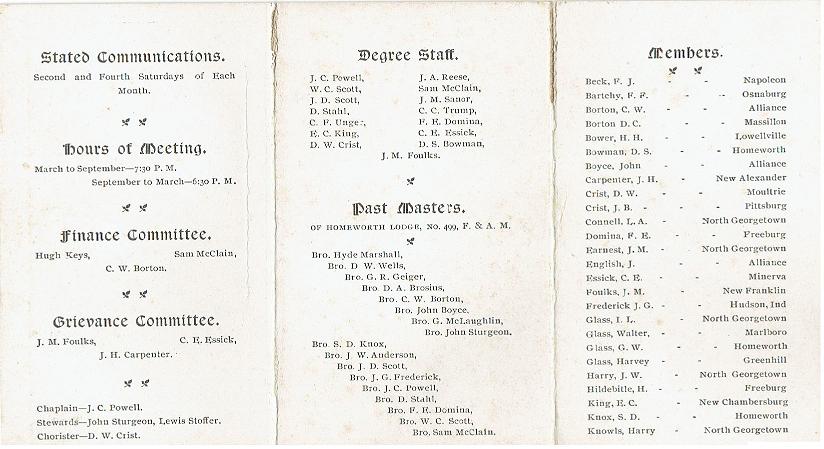 Stated Communications.
Second and Fourth Saturdays of Each
Month.
Hours of Meeting.
March to September—7:30 P. M.
September to March—6:30 P. M.
Finance Committee.
Hugh Keys, Sam McClain,
C. W. Borton.
Grievance Committee.
J. M. Foulks, C. E. Essick,
J. H. Carpenter.
Chaplain—J. C. Powell.
Stewards—John Sturgeon, Lewis Stoffer.
Chorister—D. W. Crist.
Degree Staff.
J. C. Powell, J. A. Reese,
W. C. Scott, Sam McClain,
J. D. Scott, J. M. Sanor,
D. Stahl, C. C. Trump,
C. F. Unger, F. E. Domina,
E. C. King, C. E. Essick,
D. W. Crist, D. S. Bowman,
J. M. Foulks.
Past Masters.
OF HOMEWORTH LODGE, NO. 499, F. & A. M.
Bro. Hyde Marshall,
Bro. D W. Wells,
Bro. G. R. Geiger,
Bro. D. A. Brosius,
Bro. C. W. Borton,
Bro. John Boyce,
Bro. G. McLaughlin,
Bro. John Sturgeon.
Bro. S. D. Knox,
Bro. J. W. Anderson,
Bro. J. D. Scott,
Bro. J. G. Frederick,
Bro. J. C. Powell,
Bro. D. Stahl,
Bro. F. E. Domina,
Bro. W. C. Scott,
Bro. Sam McClain.
Members.
Beck, F. J. - - Napoleon
Bartchy, F. F. - - Osnaburg
Borton, C. W. - - Alliance
Borton D. C. - - Massillon
Bower, H. H. - - Lowellville
Bowman, D. S. - - Homeworth
Boyce, John - - Alliance
Carpenter, J. H. - New Alexander
Crist, D. W. - - Moultrie
Crist, J. B. - - Pittsburg
Connell, L. A. - North Georgetown
Domina, F. E. - - Freeburg
Earnest, J. M. - North Georgetown
English, J. - - Alliance
Essick, C. E. - - Minerva
Foulks, J. M. - - New Franklin
Frederick J. G. - - Hudson, Ind
Glass, I. L. - North Georgetown
Glass, Walter, - - Marlboro
Glass, G. W. - - Homeworth
Glass, Harvey - - Greenhill
Harry, J. W. - North Georgetown
Hildebitle, H. - - Freeburg
King, E. C. - New Chambersburg
Knox, S. D. - - Homeworth
Knowls, Harry - North Georgetown